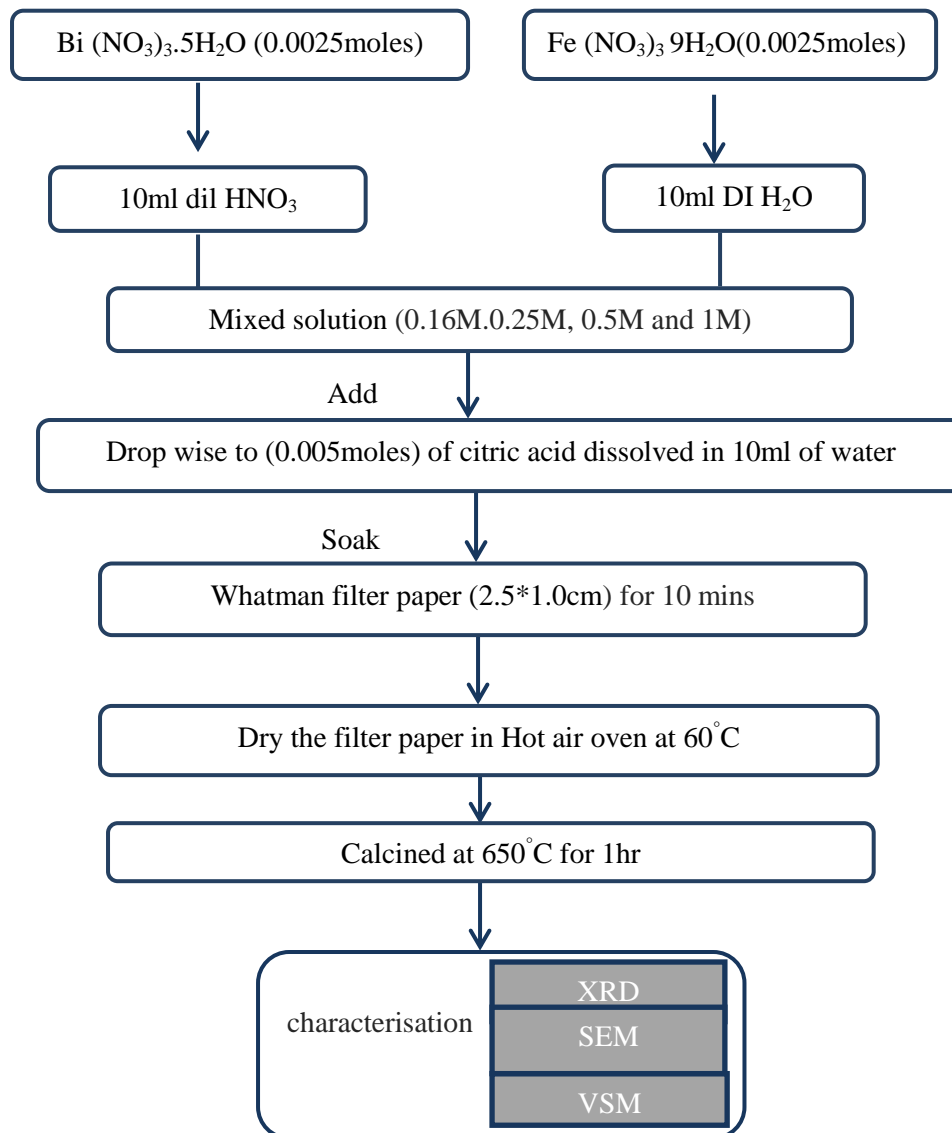 Bi (NO₃)₃.5H₂O (0.0025moles)
Fe (NO₃)₃ 9H₂O(0.0025moles)
10ml dil HNO₃
10ml DI H₂O
Mixed solution (0.16M.0.25M, 0.5M and 1M)
Add
Drop wise to (0.005moles) of citric acid dissolved in 10ml of water
Soak
Whatman filter paper (2.5*1.0cm) for 10 mins
Dry the filter paper in Hot air oven at 60°C
Calcined at 650°C for 1hr
characterisation
XRD
SEM
VSM